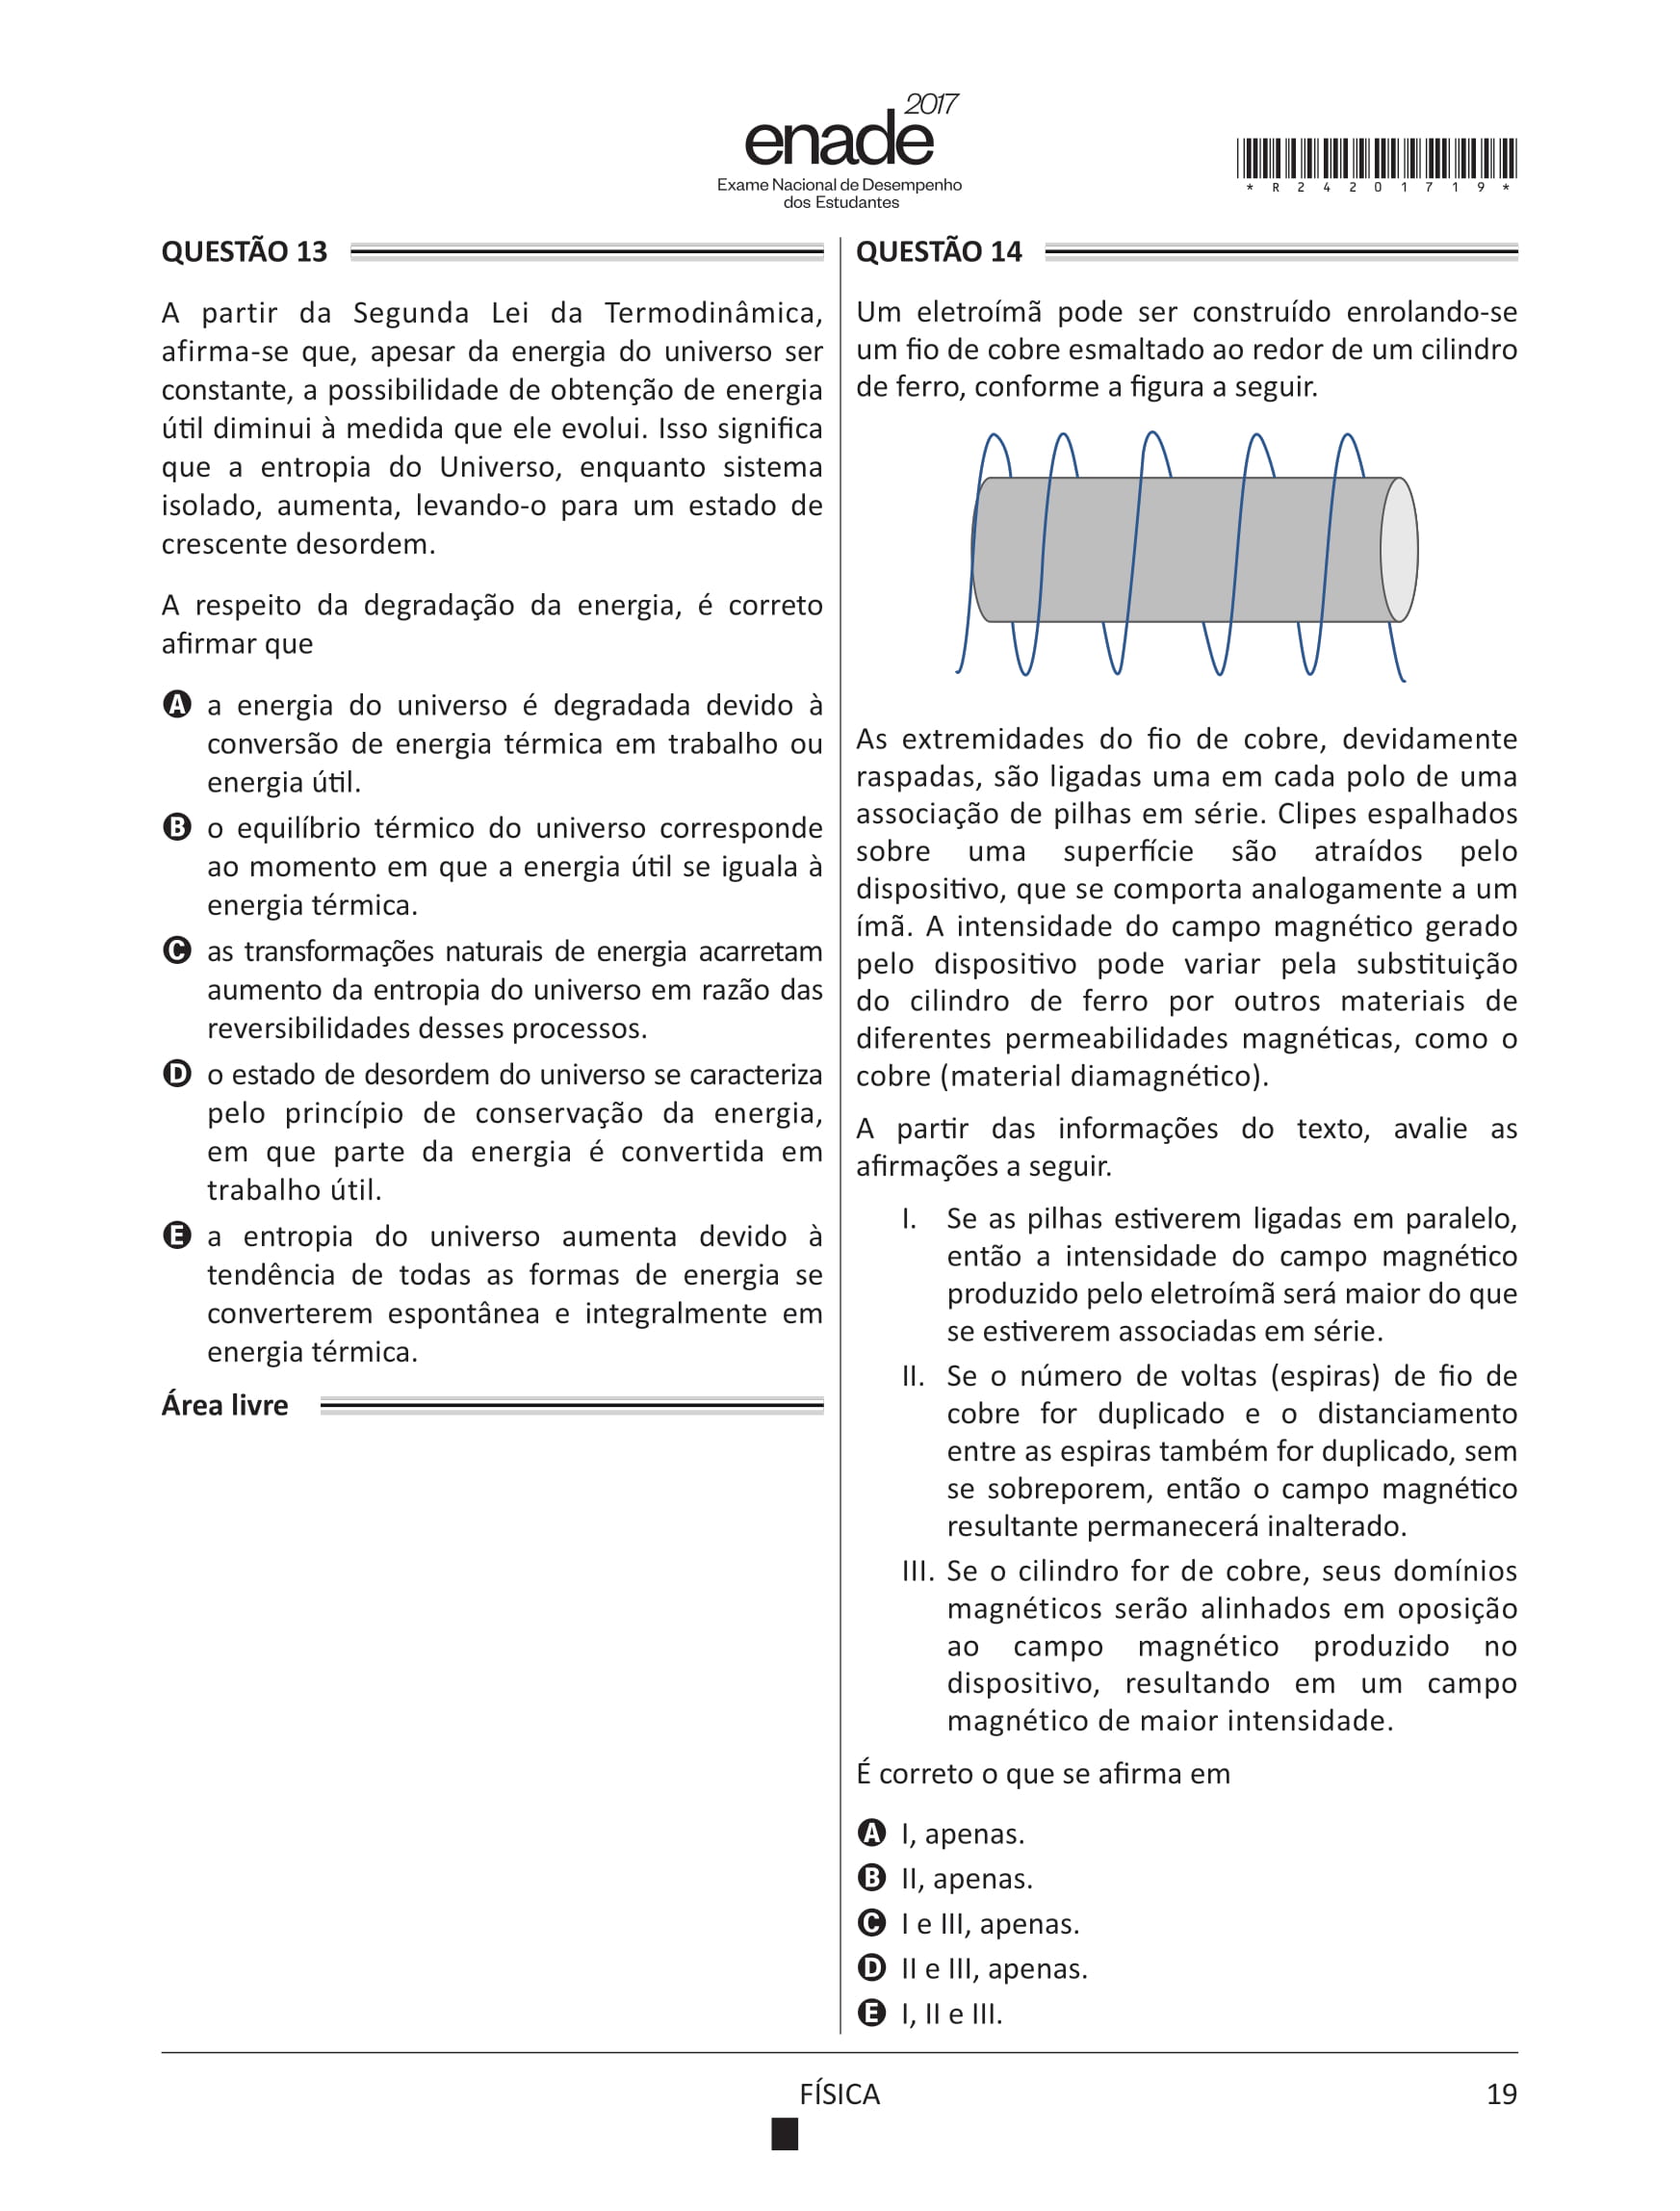 enade 2017
Exame Nacional de Desempenho
dos Estudantes
*R24201719*
QUESTÃO 13
A partir da Segunda Lei da Termodinâmica,
afirma-se que, apesar da energia do universo ser
constante, a possibilidade de obtenção de energia
útil diminui à medida que ele evolui. Isso significa
que a entropia do Universo, enquanto sistema
isolado, aumenta, levando-o para um estado de
crescente desordem.
A respeito da degradação da energia, é correto
afirmar que
A a energia do universo é degradada devido à
conversão de energia térmica em trabalho ou
energia útil.
B o equilíbrio térmico do universo corresponde
ao momento em que a energia útil se iguala à
energia térmica.
C as transformações naturais de energia acarretam
aumento da entropia do universo em razão das
reversibilidades desses processos.
D o estado de desordem do universo se caracteriza
pelo princípio de conservação da energia,
em que parte da energia é convertida em
trabalho útil.
E a entropia do universo aumenta devido à
tendência de todas as formas de energia se
converterem espontânea e integralmente em
energia térmica.
Área livre
QUESTÃO 14
Um eletroímã pode ser construído enrolando-se
um fio de cobre esmaltado ao redor de um cilindro
de ferro, conforme a figura a seguir.
As extremidades do fio de cobre, devidamente
raspadas, são ligadas uma em cada polo de uma
associação de pilhas em série. Clipes espalhados
sobre uma superfície são atraídos pelo
dispositivo, que se comporta analogamente a um
ímã. A intensidade do campo magnético gerado
pelo dispositivo pode variar pela substituição
do cilindro de ferro por outros materiais de
diferentes permeabilidades magnéticas, como o
cobre (material diamagnético).
A partir das informações do texto, avalie as
afirmações a seguir.
I. Se as pilhas estiverem ligadas em paralelo,
então a intensidade do campo magnético
produzido pelo eletroímã será maior do que
se estiverem associadas em série.
II. Se o número de voltas (espiras) de fio de
cobre for duplicado e o distanciamento
entre as espiras também for duplicado, sem
se sobreporem, então o campo magnético
resultante permanecerá inalterado.
III. Se o cilindro for de cobre, seus domínios
magnéticos serão alinhados em oposição
ao campo magnético produzido no
dispositivo, resultando em um campo
magnético de maior intensidade.
É correto o que se afirma em
A I, apenas.
B II, apenas.
C I e III, apenas.
D II e III, apenas.
E I, II e III.
FÍSICA
19